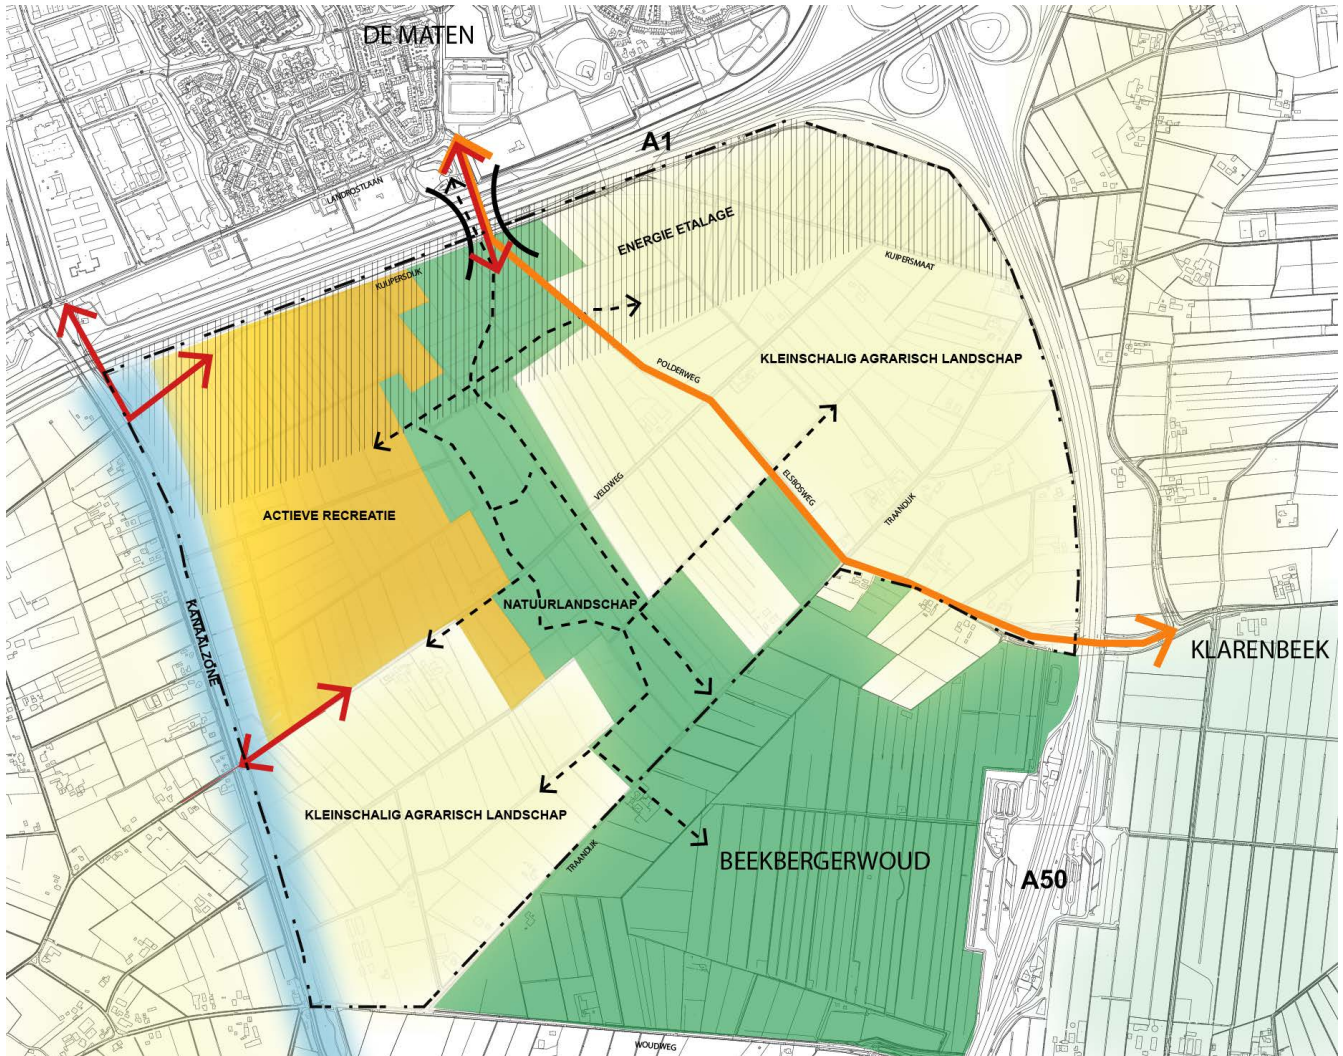 DE MATEN
A1
LANDROSTLAAN
ENERGIE ETALAGE
KUIPERSMAAT
KUIJPERSDIJK
KLEINSCHALIG AGRARISCH LANDSCHAP
POLDERWEG
VELDWEG
ELSBOSWEG
TRAANDIJK
ACTIEVE RECREATIE
NATUURLANDSCHAP
KANAALZONE
KLARENBEEK
KLEINSCHALIG AGRARISCH LANDSCHAP
TRAANDIJK
BEEKBERGERWOUD
A50
WOUDWEG